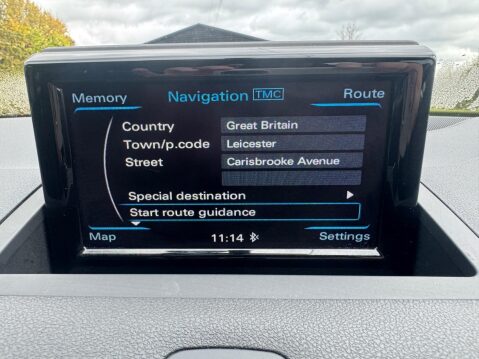 Memory Navigation TMC Route
Country Great Britain
Town/p.code Leicester
Street Carisbrooke Avenue
Special destination
Start route guidance
Map 11:14 Settings